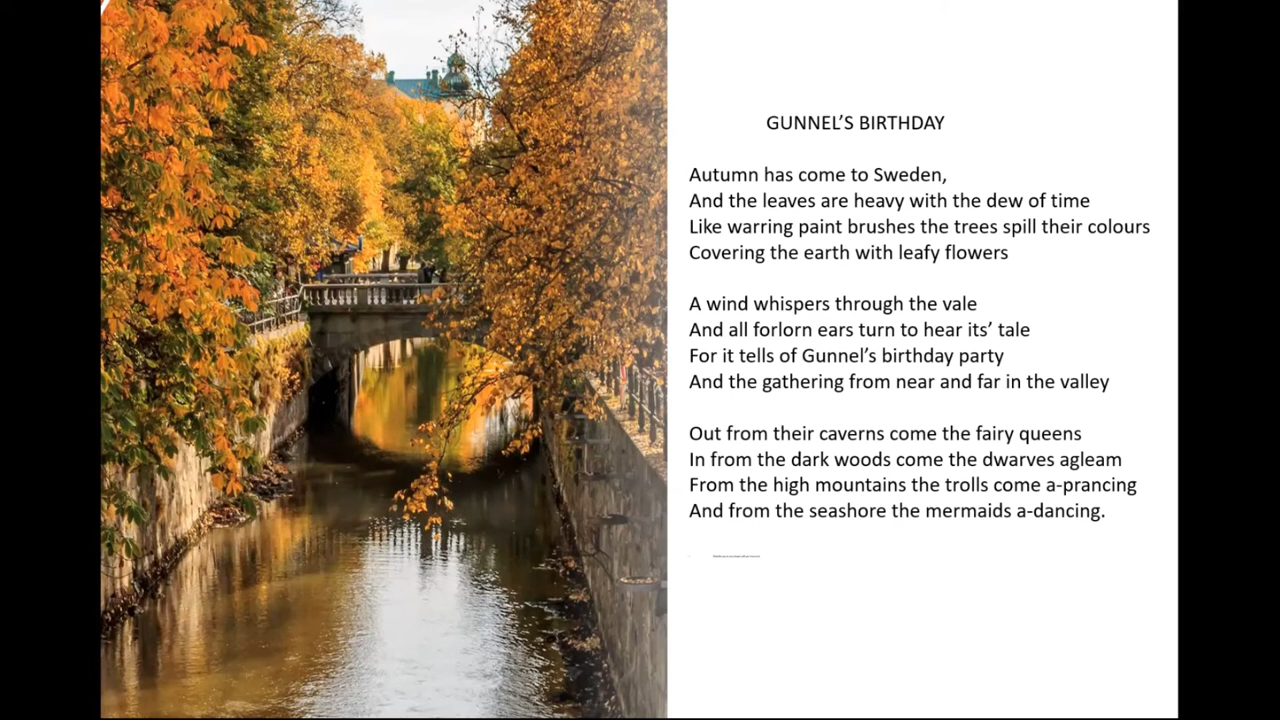 GUNNEL’S BIRTHDAY
Autumn has come to Sweden,
And the leaves are heavy with the dew of time
Like warring paint brushes the trees spill their colours
Covering the earth with leafy flowers
A wind whispers through the vale
And all forlorn ears turn to hear its’ tale
For it tells of Gunnel’s birthday party
And the gathering from near and far in the valley
Out from their caverns come the fairy queens
In from the dark woods come the dwarves agleam
From the high mountains the trolls come a-prancing
And from the seashore the mermaids a-dancing.